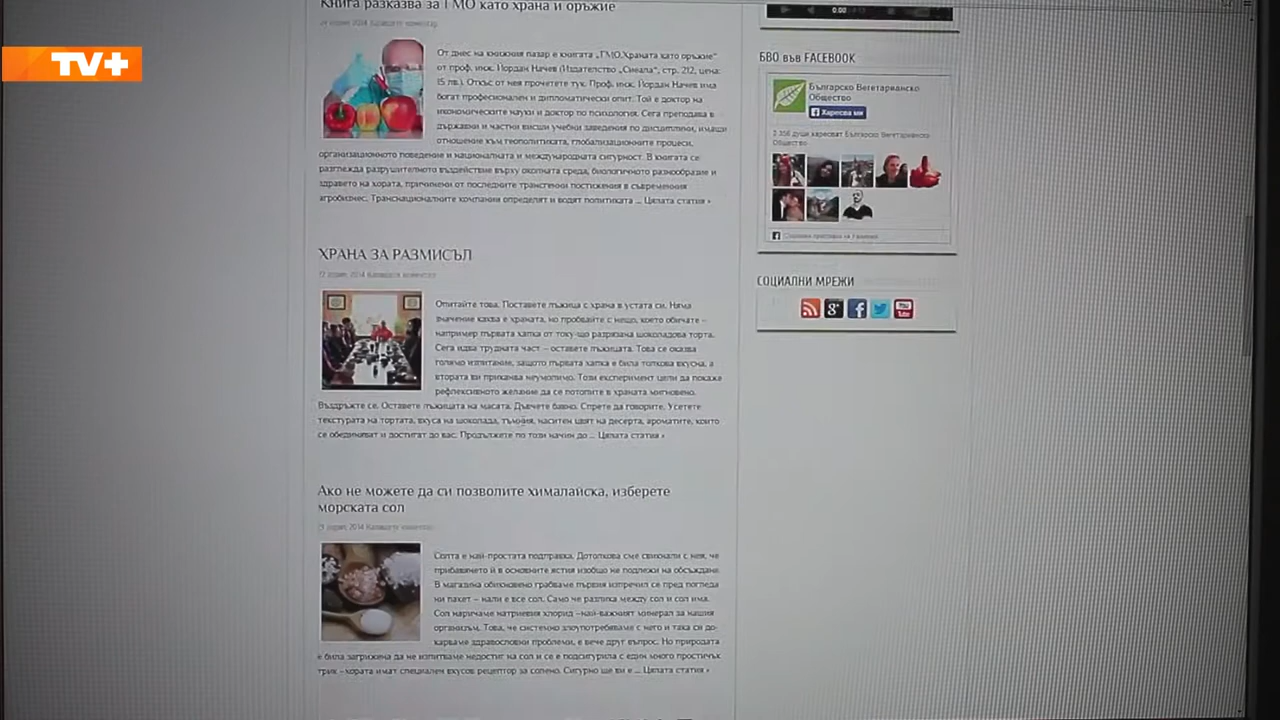 TV+
Книга разказва за ГМО като храна и оръжие
От днес на книжния пазар е книгата „ГМО.Храната като оръжие“
от проф. инж. Йордан Начев (Издателство „Сиела“, стр. 212, цена:
15 лв.). Откъс от нея прочетете тук. Проф. инж. Йордан Начев има
богат професионален и дипломатически опит. Той е доктор на
икономическите науки и доктор по психология. Сега преподава в
държавни и частни висши учебни заведения по дисциплини, имащи
отношение към геополитиката, глобализационните процеси,
организационното поведение и националната и международната сигурност. В книгата се
разглежда разрушителното въздействие върху околната среда, биологичното разнообразие и
здравето на хората, причинени от последните трансгенни постижения в съвременния
агробизнес. Транснационалните компании определят и водят политиката ... Цялата статия ›
ХРАНА ЗА РАЗМИСЪЛ
Опитайте това. Поставете лъжица с храна в устата си. Няма
значение каква е храната, но пробвайте с нещо, което обичате –
например първата хапка от току-що разрязана шоколадова торта.
Сега идва трудната част – оставете лъжицата. Това се оказва
голямо изпитание, защото първата хапка е била толкова вкусна, а
втората ви приканва неумолимо. Този експеримент цели да покаже
рефлексивното желание да се потопите в храната мигновено.
Въздръжте се. Оставете лъжицата на масата. Дъвчете бавно. Спрете да говорите. Усетете
текстурата на тортата, вкуса на шоколада, тъмния, наситен цвят на десерта, ароматите, които
се обединяват и достигат до вас. Продължите по този начин до ... Цялата статия ›
Ако не можете да си позволите хималайска, изберете
морската сол
Солта е най-простата подправка. Дотолкова сме свикнали с нея, че
прибавянето ѝ в основните ястия изобщо не подлежи на обсъждане.
В магазина обикновено грабваме първия изпречил се пред погледа
ни пакет – нали е все сол. Само че разлика между сол и сол има.
Сол наричаме натриевия хлорид –най-важният минерал за нашия
организъм. Това, че системно злоупотребяваме с него и така си до-
карваме здравословни проблеми, е вече друг въпрос. Но природата
е била загрижена да не изпитваме недостиг на сол и се е подсигурила с един много простичък
трик –хората имат специален вкусов рецептор за солено. Сигурно ще ви е ... Цялата статия ›
0:00
БВО във FACEBOOK
Българско Вегетарианско
Общество
Харесва ми
души харесват Българско Вегетарианско
Общество
СОЦИАЛНИ МРЕЖИ
g+
f
You
Tube